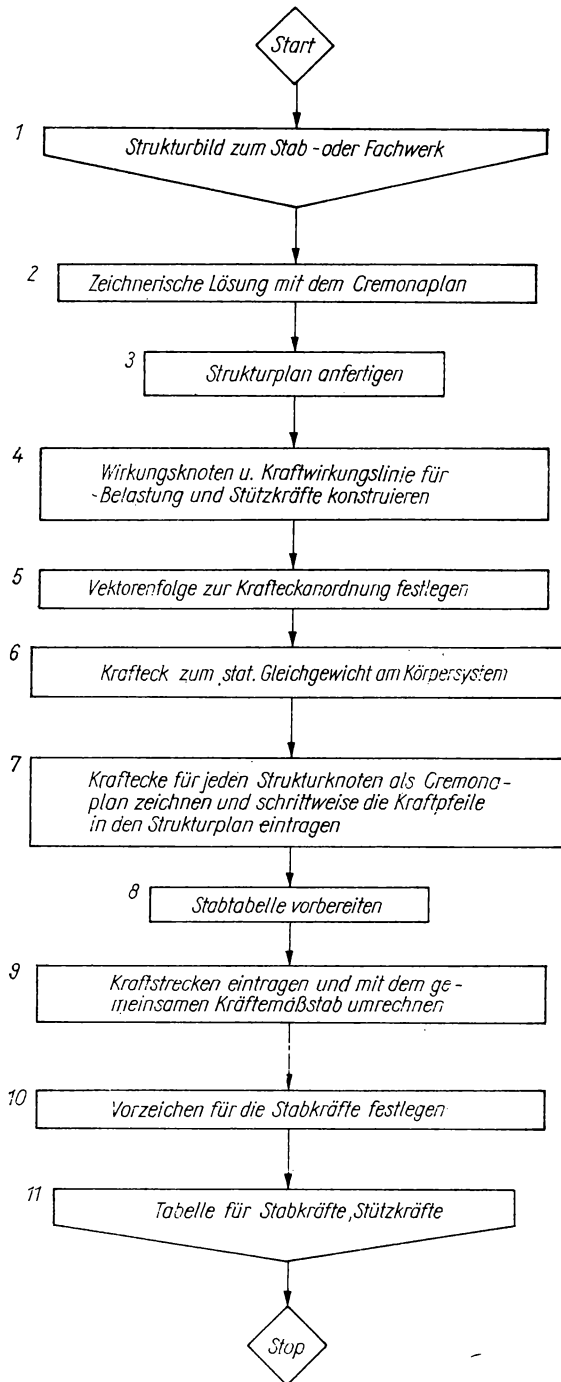 Start
1
Strukturbild zum Stab- oder Fachwerk
2
Zeichnerische Lösung mit dem Cremonaplan
3
Strukturplan anfertigen
4
Wirkungsknoten u. Kraftwirkungslinie für
Belastung und Stützkräfte konstruieren
5
Vektorenfolge zur Krafteckanordnung festlegen
6
Krafteck zum stat. Gleichgewicht am Körpersystem
7
Kraftecke für jeden Strukturknoten als Cremona-
plan zeichnen und schrittweise die Kraftpfeile
in den Strukturplan eintragen
8
Stabtabelle vorbereiten
9
Kraftstrecken eintragen und mit dem ge-
meinsamen Kräftemaßstab umrechnen
10
Vorzeichen für die Stabkräfte festlegen
11
Tabelle für Stabkräfte, Stützkräfte
Stop